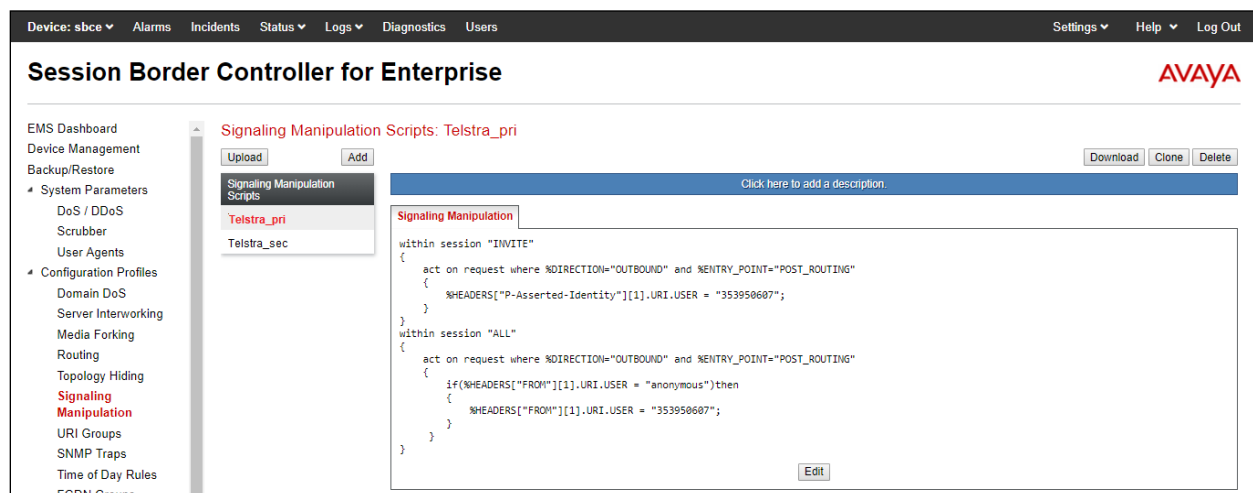 Device: sbce Alarms Incidents Status Logs Diagnostics Users Settings Help Log Out
Session Border Controller for Enterprise
AVAYA
EMS Dashboard
Device Management
Backup/Restore
System Parameters
DoS / DDoS
Scrubber
User Agents
Configuration Profiles
Domain DoS
Server Interworking
Media Forking
Routing
Topology Hiding
Signaling
Manipulation
URI Groups
SNMP Traps
Time of Day Rules
Signaling Manipulation Scripts: Telstra_pri
Upload Add Download Clone Delete
Signaling Manipulation
Scripts
Telstra_pri
Telstra_sec
Click here to add a description.
Signaling Manipulation
within session "INVITE"
{
act on request where %DIRECTION="OUTBOUND" and %ENTRY_POINT="POST_ROUTING"
{
%HEADERS["P-Asserted-Identity"][1].URI.USER = "353950607";
}
}
within session "ALL"
{
act on request where %DIRECTION="OUTBOUND" and %ENTRY_POINT="POST_ROUTING"
{
if(%HEADERS["FROM"][1].URI.USER = "anonymous")then
{
%HEADERS["FROM"][1].URI.USER = "353950607";
}
}
}
Edit